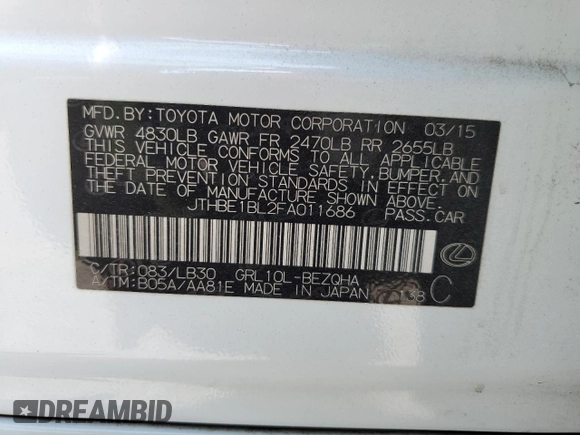 MFD.BY:TOYOTA MOTOR CORPORATION 03/15
GVWR 4830LB GAWR FR 2470LB RR 2655LB
THIS VEHICLE CONFORMS TO ALL APPLICABLE
FEDERAL MOTOR VEHICLE SAFETY,BUMPER,AND
THEFT PREVENTION STANDARDS IN EFFECT ON
THE DATE OF MANUFACTURE SHOWN ABOVE.
JTHBE1BL2FA011686 PASS.CAR
C/TR:083/LB30 GRL10L-BEZQHA
A/TM:B05A/AA81E MADE IN JAPAN 138 C
DREAMBID